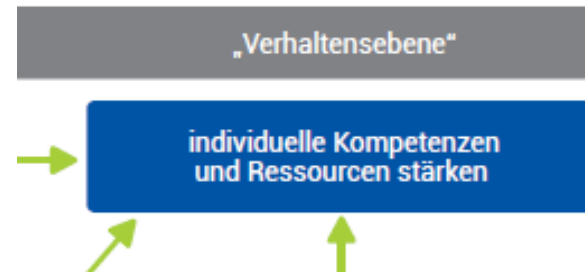 „Verhaltensebene“
individuelle Kompetenzen
und Ressourcen stärken